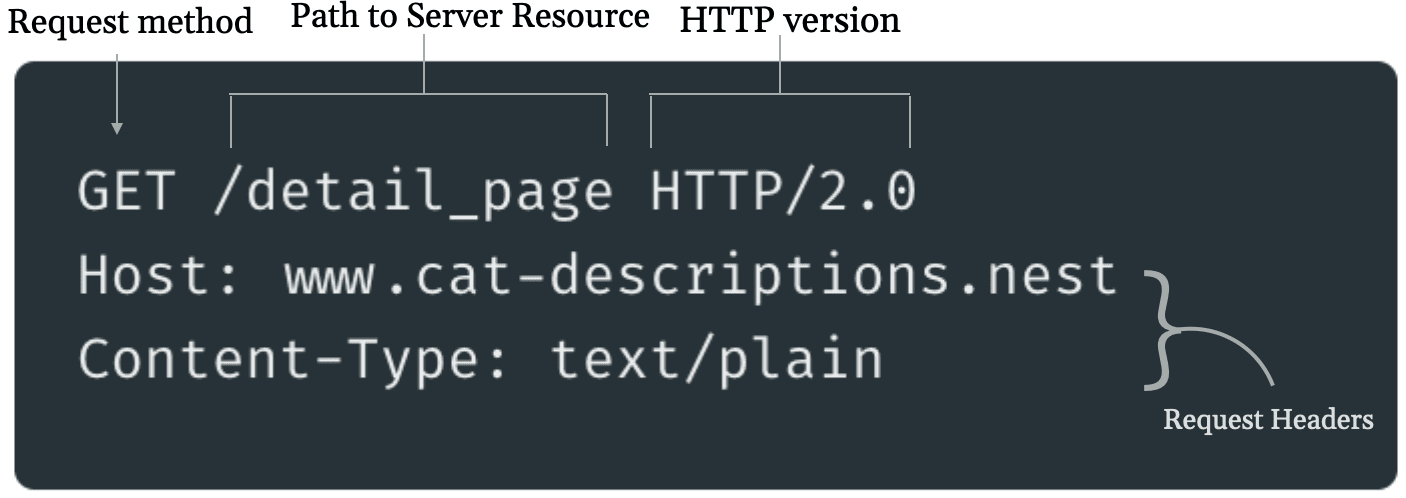 Request method
Path to Server Resource
HTTP version
GET /detail_page HTTP/2.0
Host: www.cat-descriptions.nest
Content-Type: text/plain
Request Headers